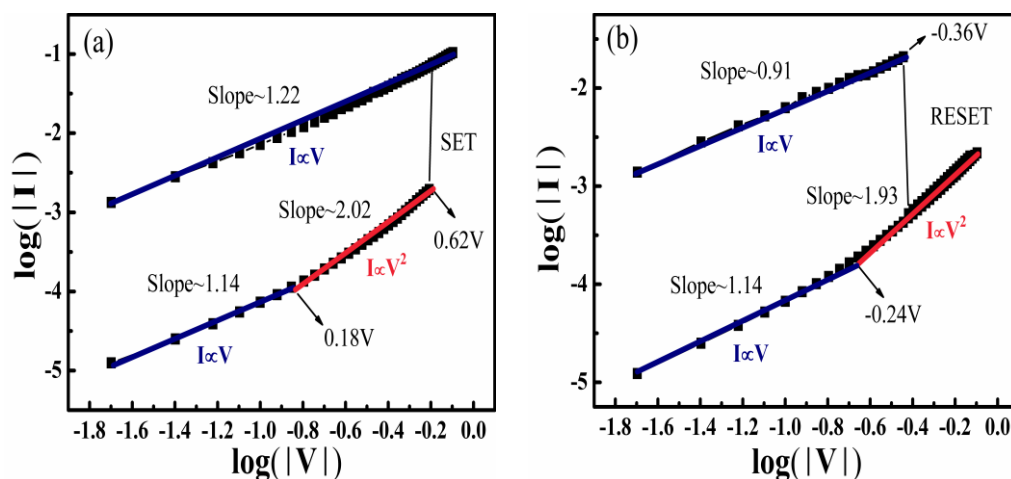 (a)
-1
-2
-3
-4
-5
log(|I|)
Slope~1.22
I∝V
SET
Slope~2.02
0.62V
I∝V²
Slope~1.14
0.18V
I∝V
-1.8 -1.6 -1.4 -1.2 -1.0 -0.8 -0.6 -0.4 -0.2 0.0
log(|V|)
(b)
-2
-3
-4
-5
log(|I|)
-0.36V
Slope~0.91
I∝V
RESET
Slope~1.93
I∝V²
Slope~1.14
-0.24V
I∝V
-1.8 -1.6 -1.4 -1.2 -1.0 -0.8 -0.6 -0.4 -0.2 0.0
log(|V|)